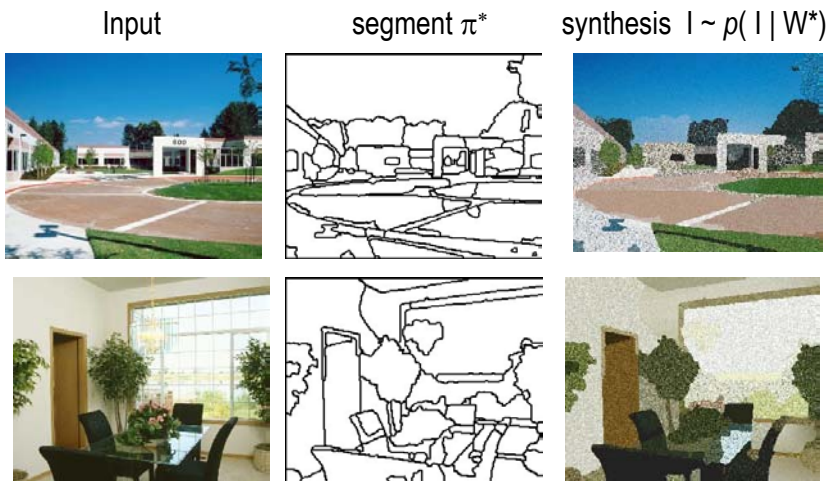 Input
segment π*
synthesis I ~ p( I | W*)
600